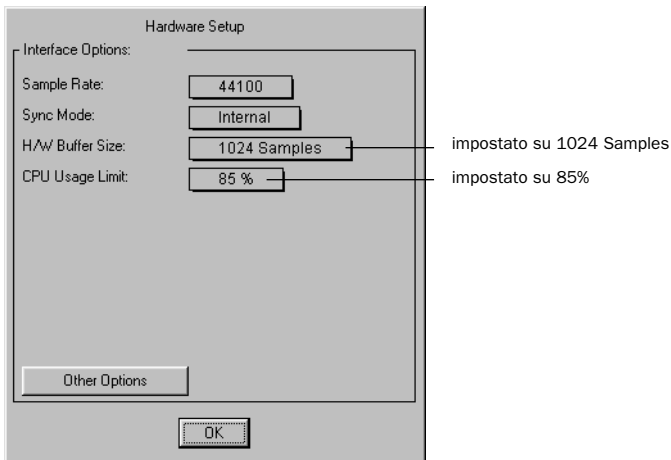 Hardware Setup
Interface Options:
Sample Rate:
44100
Sync Mode:
Internal
H/W Buffer Size:
1024 Samples
impostato su 1024 Samples
CPU Usage Limit:
85 %
impostato su 85%
Other Options
OK